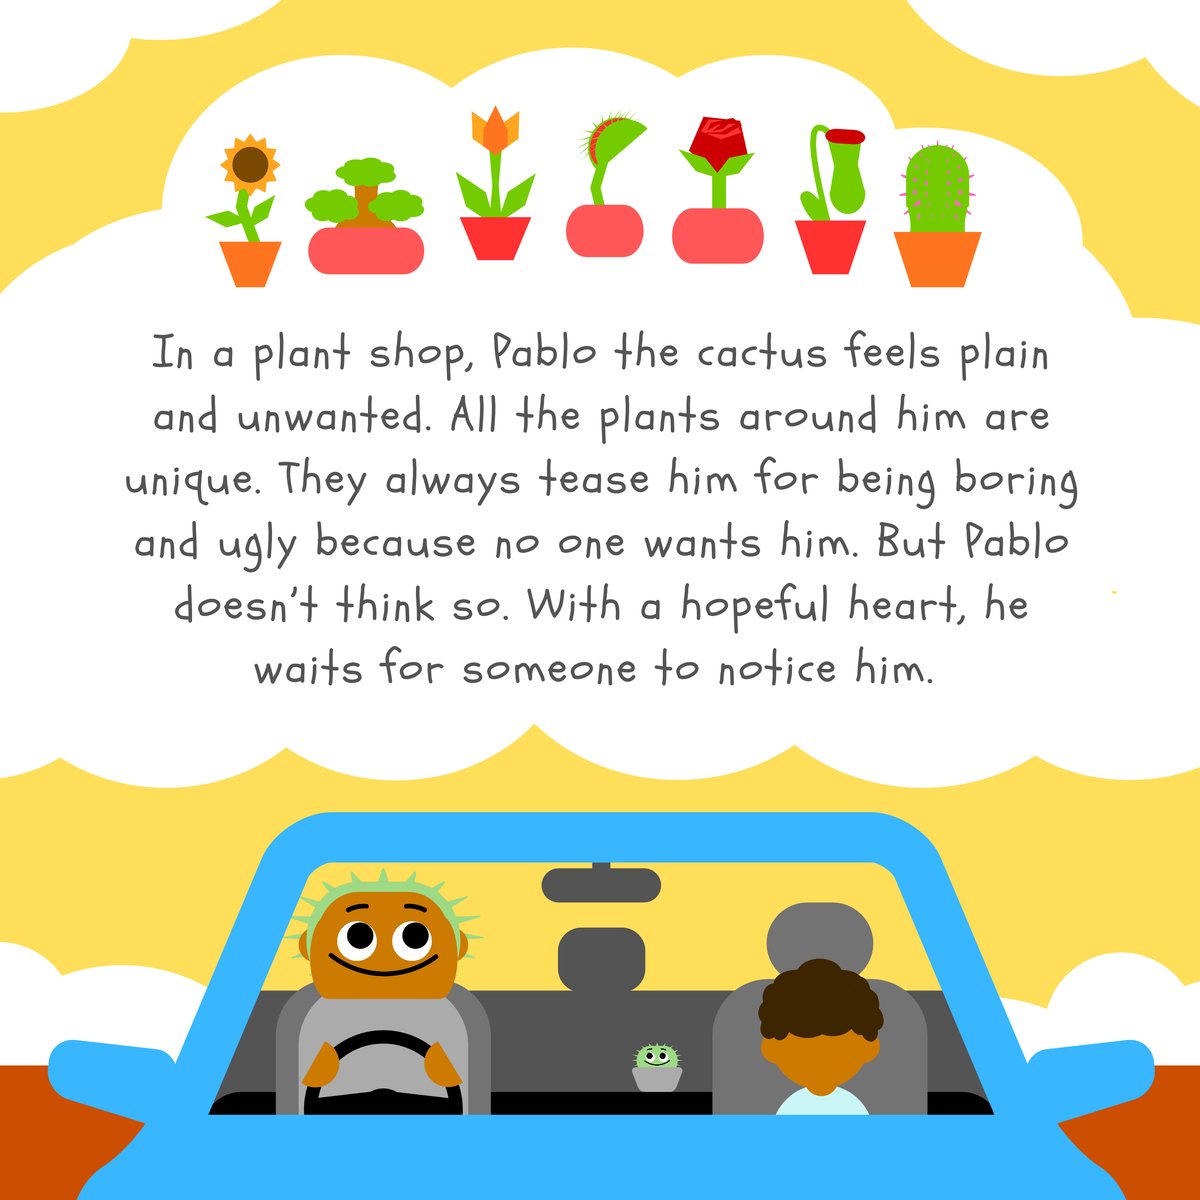 In a plant shop, Pablo the cactus feels plain
and unwanted. All the plants around him are
unique. They always tease him for being boring
and ugly because no one wants him. But Pablo
doesn't think so. With a hopeful heart, he
waits for someone to notice him.